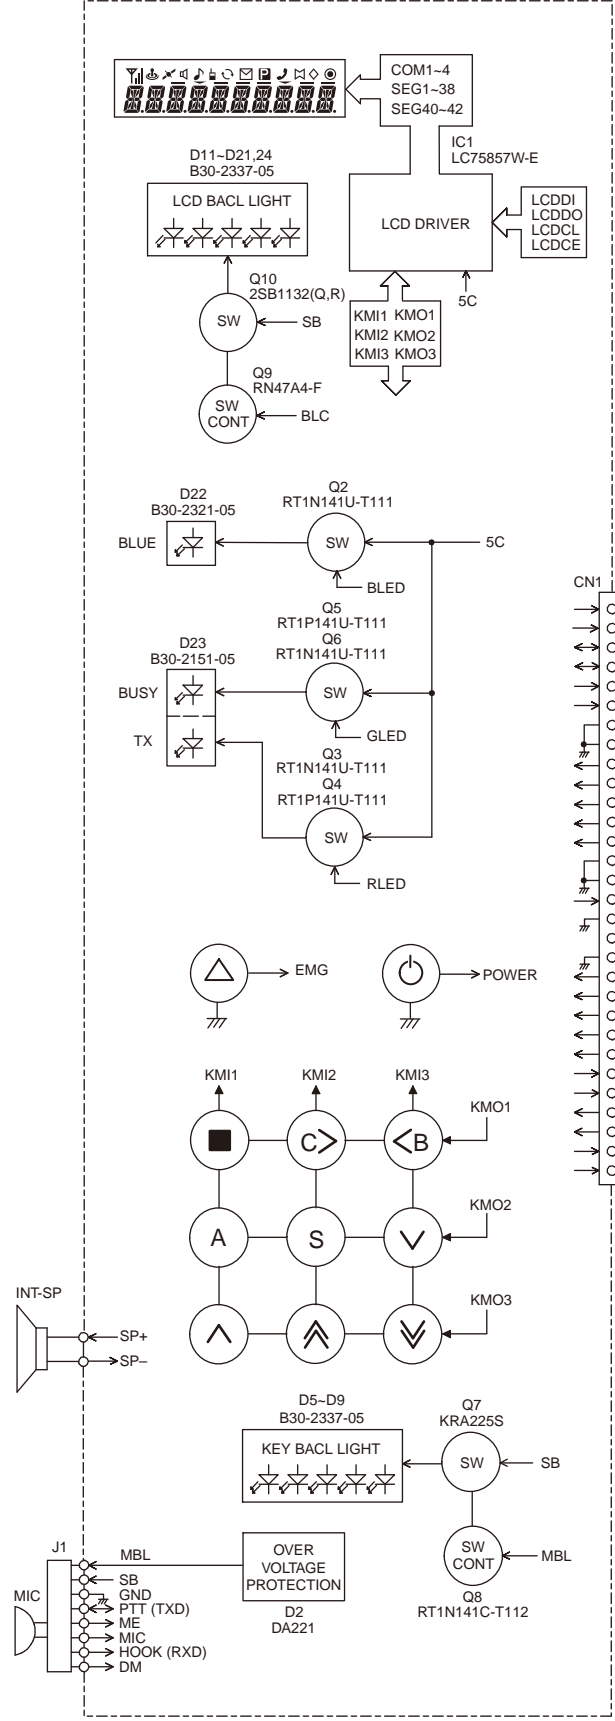 COM1~4
SEG1~38
SEG40~42
IC1
LC75857W-E
D11~D21,24
B30-2337-05
LCD BACL LIGHT
LCD DRIVER
LCDDI
LCDDO
LCDCL
LCDCE
5C
Q10
2SB1132(Q,R)
SW
SB
KMI1 KMO1
KMI2 KMO2
KMI3 KMO3
Q9
RN47A4-F
SW
CONT
BLC
D22
B30-2321-05
BLUE
Q2
RT1N141U-T111
SW
5C
BLED
CN1
Q5
RT1P141U-T111
Q6
RT1N141U-T111
D23
B30-2151-05
BUSY
SW
GLED
TX
Q3
RT1N141U-T111
Q4
RT1P141U-T111
SW
RLED
EMG
POWER
KMI1
KMI2
KMI3
KMO1
C>
<B
KMO2
A
S
KMO3
INT-SP
SP+
SP–
D5~D9
B30-2337-05
KEY BACL LIGHT
Q7
KRA225S
SW
SB
SW
CONT
MBL
Q8
RT1N141C-T112
J1
MBL
OVER
VOLTAGE
PROTECTION
D2
DA221
MIC
SB
GND
PTT (TXD)
ME
MIC
HOOK (RXD)
DM